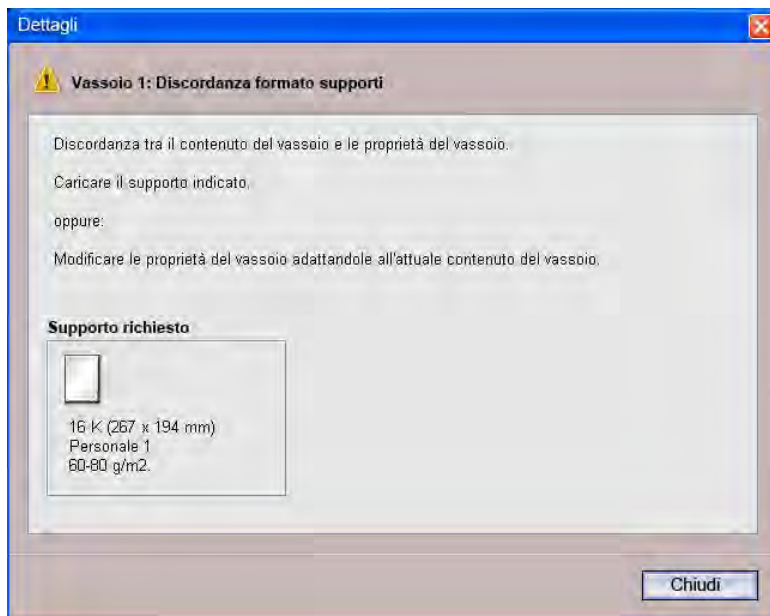 Dettagli
Vassoio 1: Discordanza formato supporti
Discordanza tra il contenuto del vassoio e le proprietà del vassoio.
Caricare il supporto indicato.
oppure:
Modificare le proprietà del vassoio adattandole all'attuale contenuto del vassoio.
Supporto richiesto
16 K (267 x 194 mm)
Personale 1
60-80 g/m2.
Chiudi